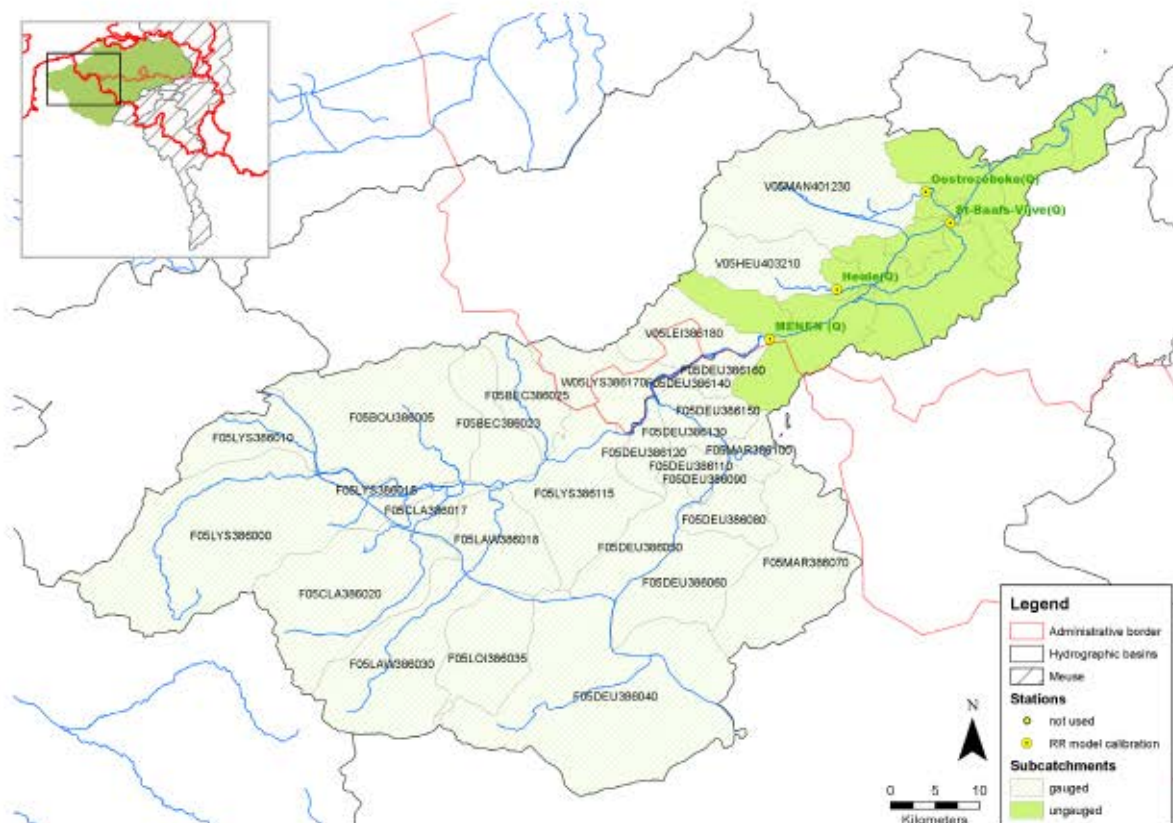 V05MAN401230
Oostrozebeke(Q)
St-Baafs-Vijve(Q)
V05HEU403210
Heule(Q)
MENEN (Q)
V05LEI386180
F05DEU386160
W05LYS386170
F05DEU386140
F05BEC386025
F05DEU386150
F05BOU386005
F05BEC386023
F05DEU386130
F05LYS386010
F05DEU386120
F05MAR386100
F05DEU386110
F05DEU386090
F05LYS386015
F05LYS386115
F05CLA386017
F05DEU386080
F05LYS386000
F05LAW386018
F05DEU386050
F05MAR386070
F05DEU386060
F05CLA386020
F05LAW386030
F05LOI386035
F05DEU386040
Legend
Administrative border
Hydrographic basins
Meuse
Stations
not used
RR model calibration
Subcatchments
gauged
ungauged
N
0 5 10
Kilometers